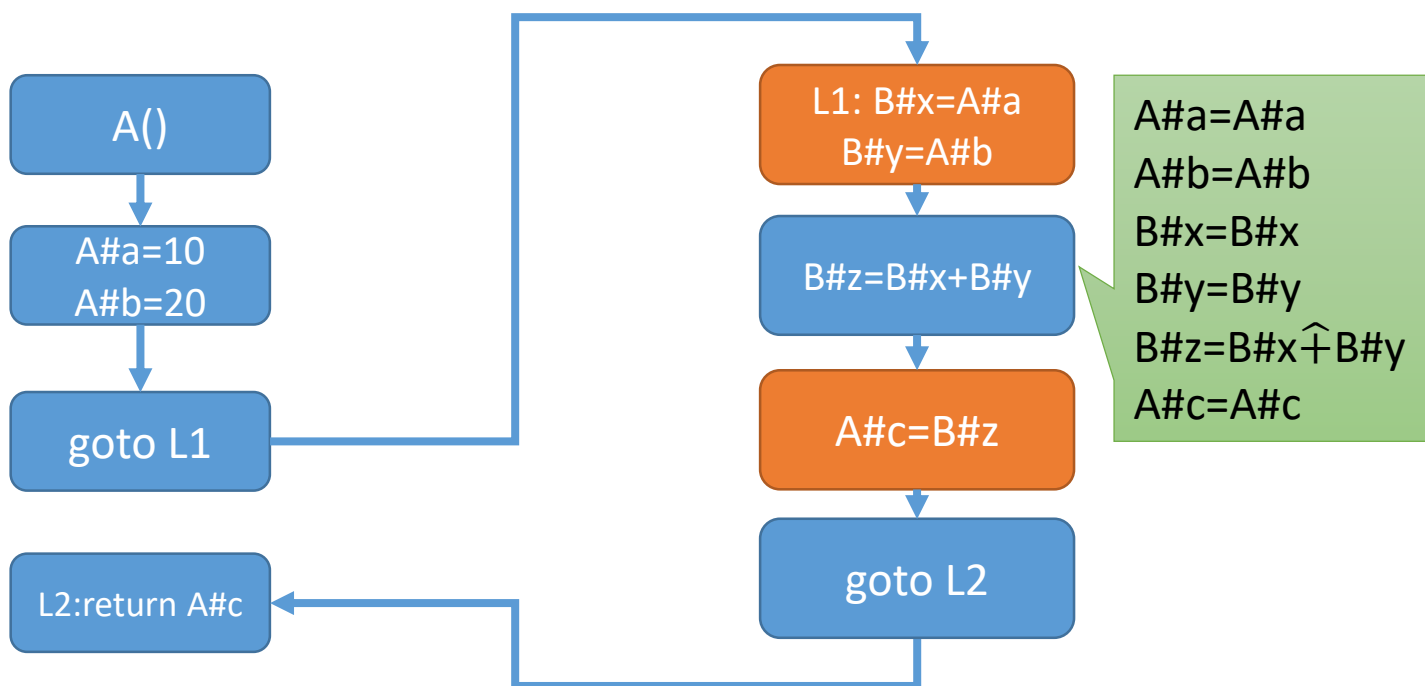 A()
A#a=10
A#b=20
goto L1
L2:return A#c
L1: B#x=A#a
B#y=A#b
B#z=B#x+B#y
A#c=B#z
goto L2
A#a=A#a
A#b=A#b
B#x=B#x
B#y=B#y
B#z=B#x+̂B#y
A#c=A#c